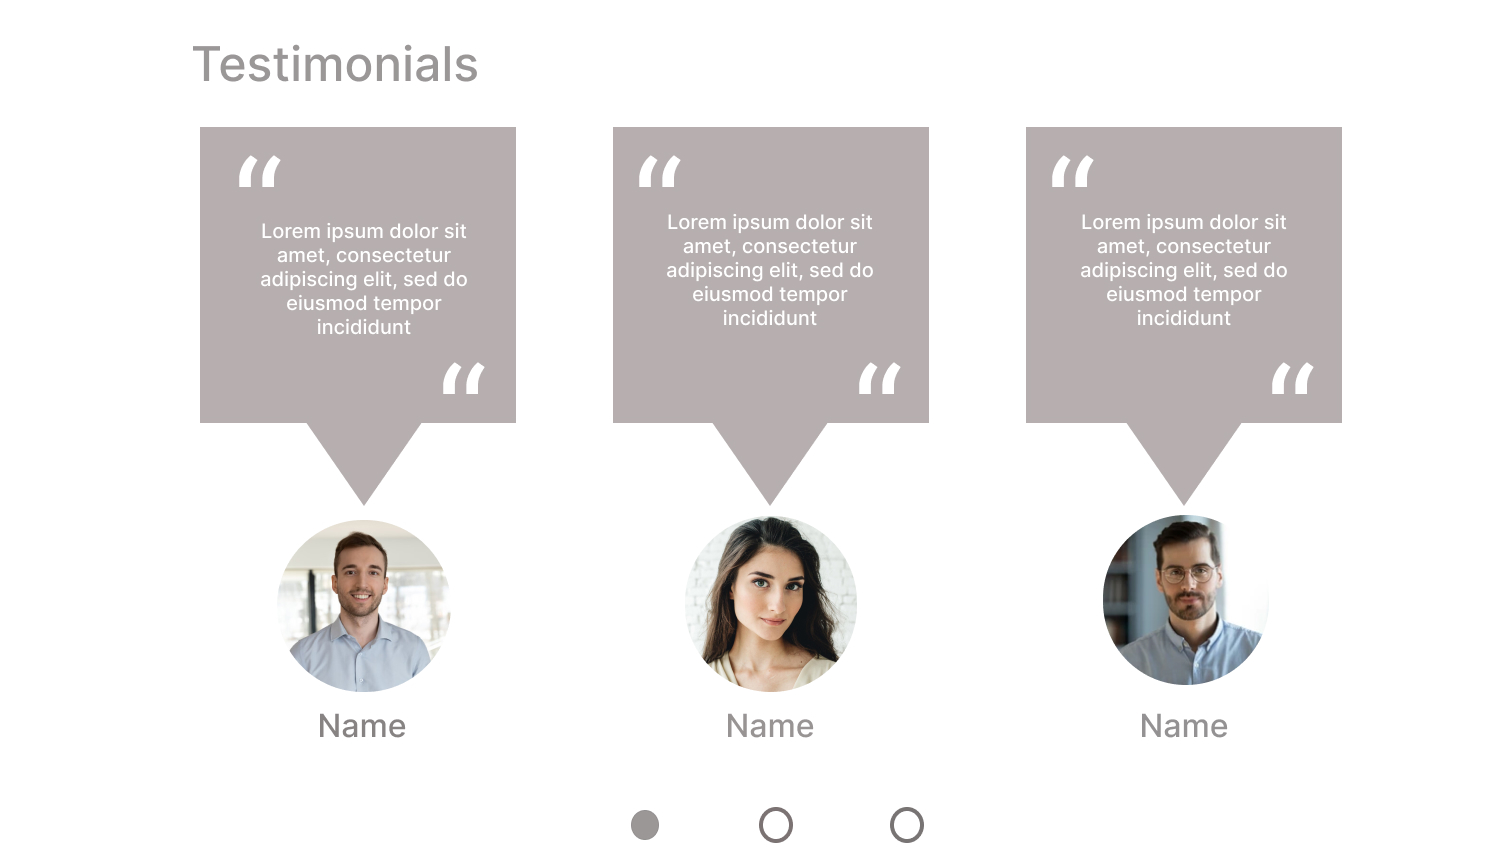 Testimonials
“
Lorem ipsum dolor sit
amet, consectetur
adipiscing elit, sed do
eiusmod tempor
incididunt
“
Name
“
Lorem ipsum dolor sit
amet, consectetur
adipiscing elit, sed do
eiusmod tempor
incididunt
“
Name
“
Lorem ipsum dolor sit
amet, consectetur
adipiscing elit, sed do
eiusmod tempor
incididunt
“
Name